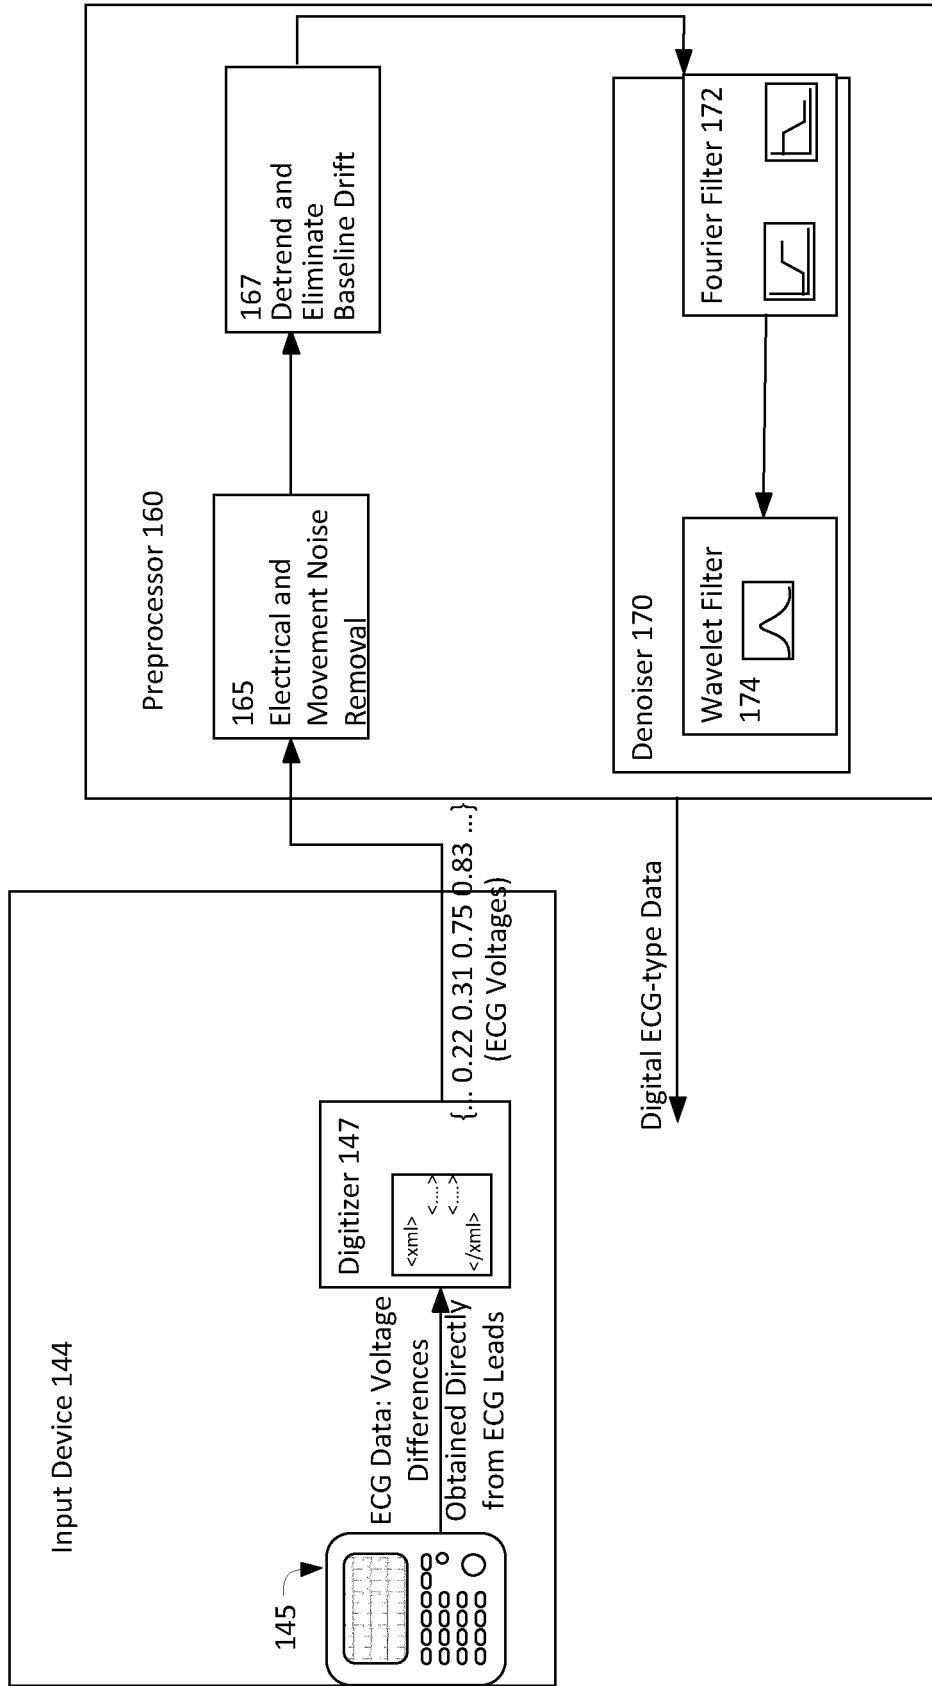 Input Device 144
145
ECG Data: Voltage
Differences
Obtained Directly
from ECG Leads
Digitizer 147
<xml>
<....>
<....>
</xml>
{... 0.22 0.31 0.75 0.83 ...}
(ECG Voltages)
Preprocessor 160
165
Electrical and
Movement Noise
Removal
167
Detrend and
Eliminate
Baseline Drift
Denoiser 170
Fourier Filter 172
Wavelet Filter
174
Digital ECG-type Data